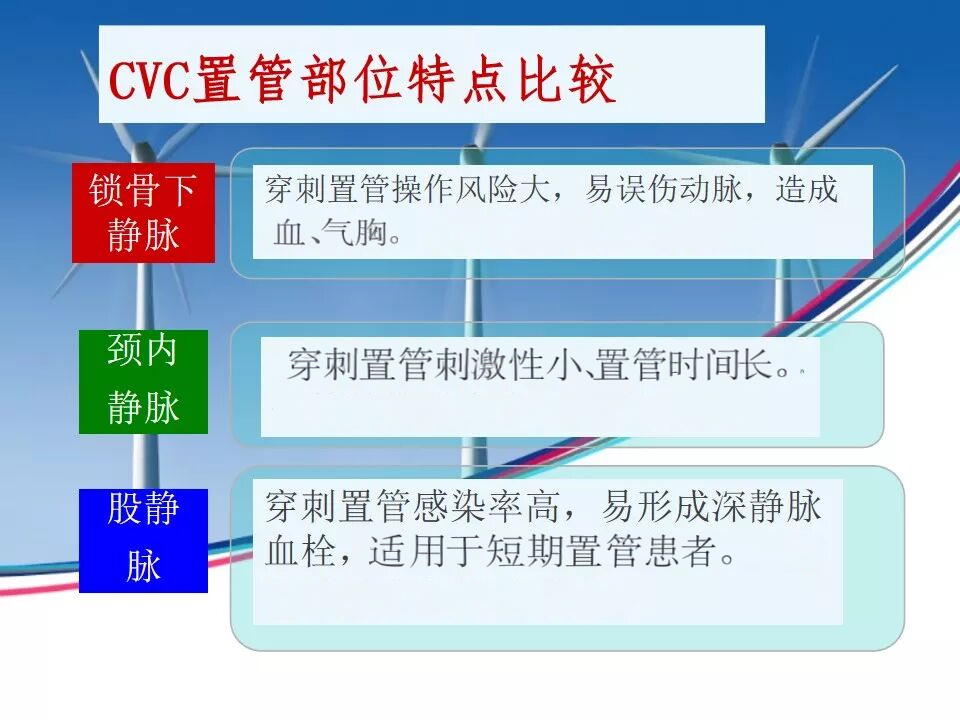 CVC置管部位特点比较
锁骨下
静脉
穿刺置管操作风险大，易误伤动脉，造成
血、气胸。
颈内
静脉
穿刺置管刺激性小、置管时间长。
股静
脉
穿刺置管感染率高，易形成深静脉
血栓，适用于短期置管患者。